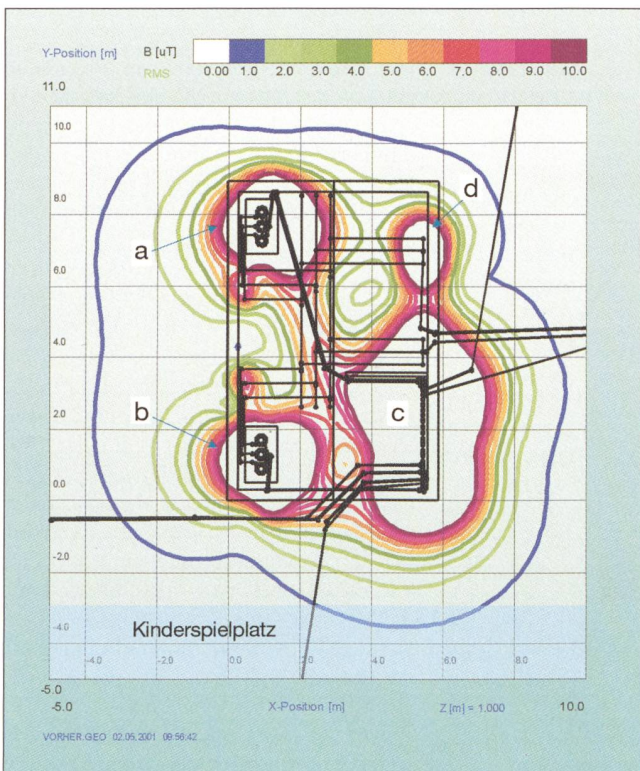 Y-Position [m] B [uT]
RMS 0.00 1.0 2.0 3.0 4.0 5.0 6.0 7.0 8.0 9.0 10.0
11.0
10.0
8.0
d
a
6.0
4.0
2.0
b
c
0.0
-2.0
Kinderspielplatz
-4.0
-4.0 -2.0 0.0 2.0 4.0 6.0 8.0
-5.0
-5.0 X-Position [m] Z [m] = 1.000 10.0
VORHER.GEO 02.05.2001 09:56:42